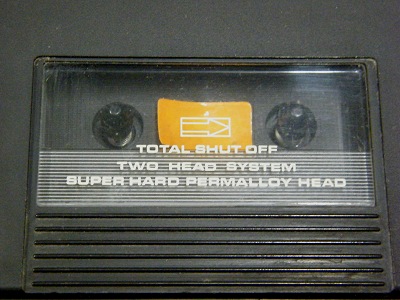 TOTAL SHUT OFF
TWO HEAD SYSTEM
SUPER HARD PERMALLOY HEAD